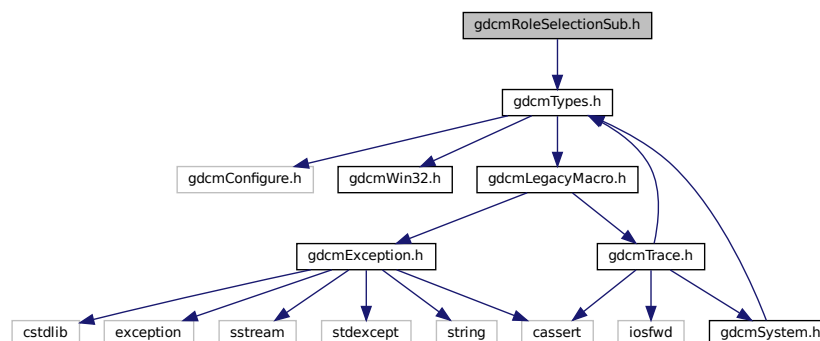 gdcmRoleSelectionSub.h
gdcmTypes.h
gdcmConfigure.h
gdcmWin32.h
gdcmLegacyMacro.h
gdcmException.h
gdcmTrace.h
cstdlib
exception
sstream
stdexcept
string
cassert
iosfwd
gdcmSystem.h